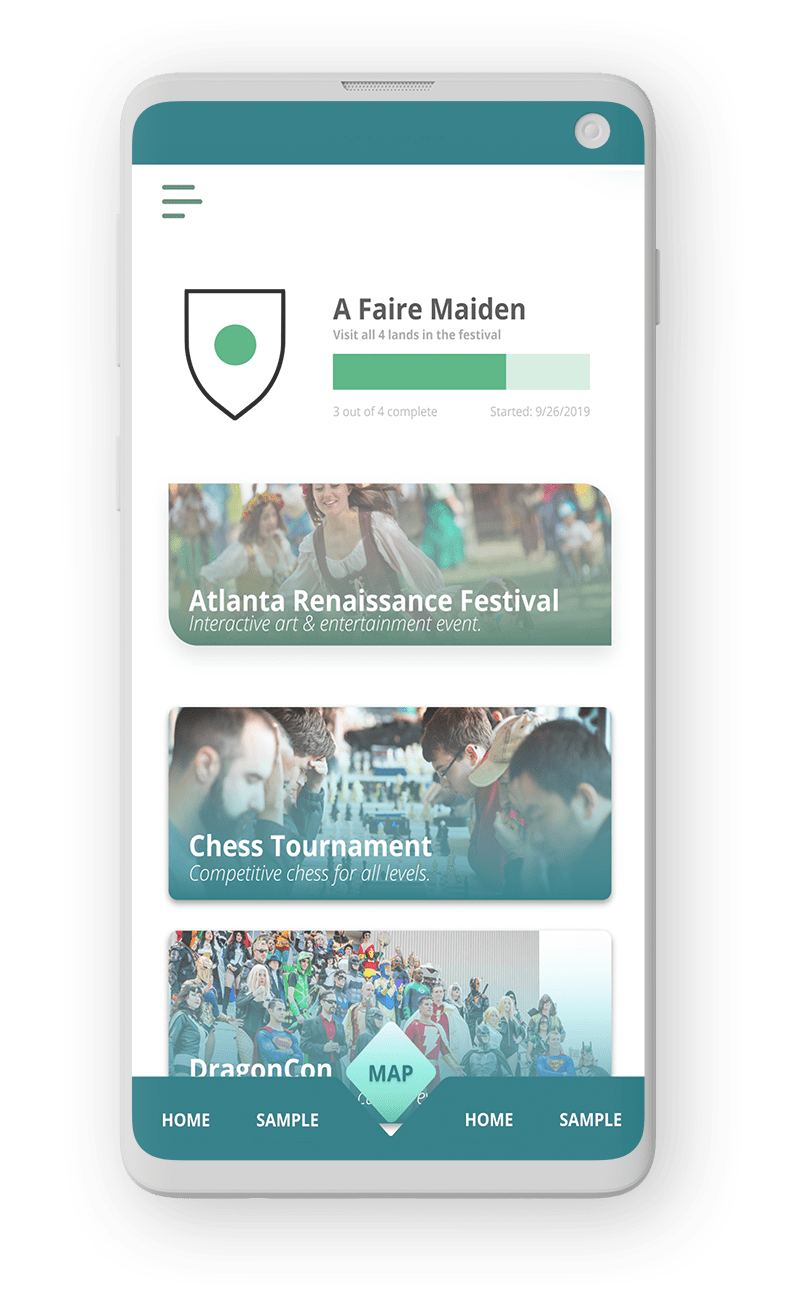 A Faire Maiden
Visit all 4 lands in the festival
3 out of 4 complete Started: 9/26/2019
Atlanta Renaissance Festival
Interactive art & entertainment event.
Chess Tournament
Competitive chess for all levels.
DragonCon
MAP
HOME SAMPLE HOME SAMPLE